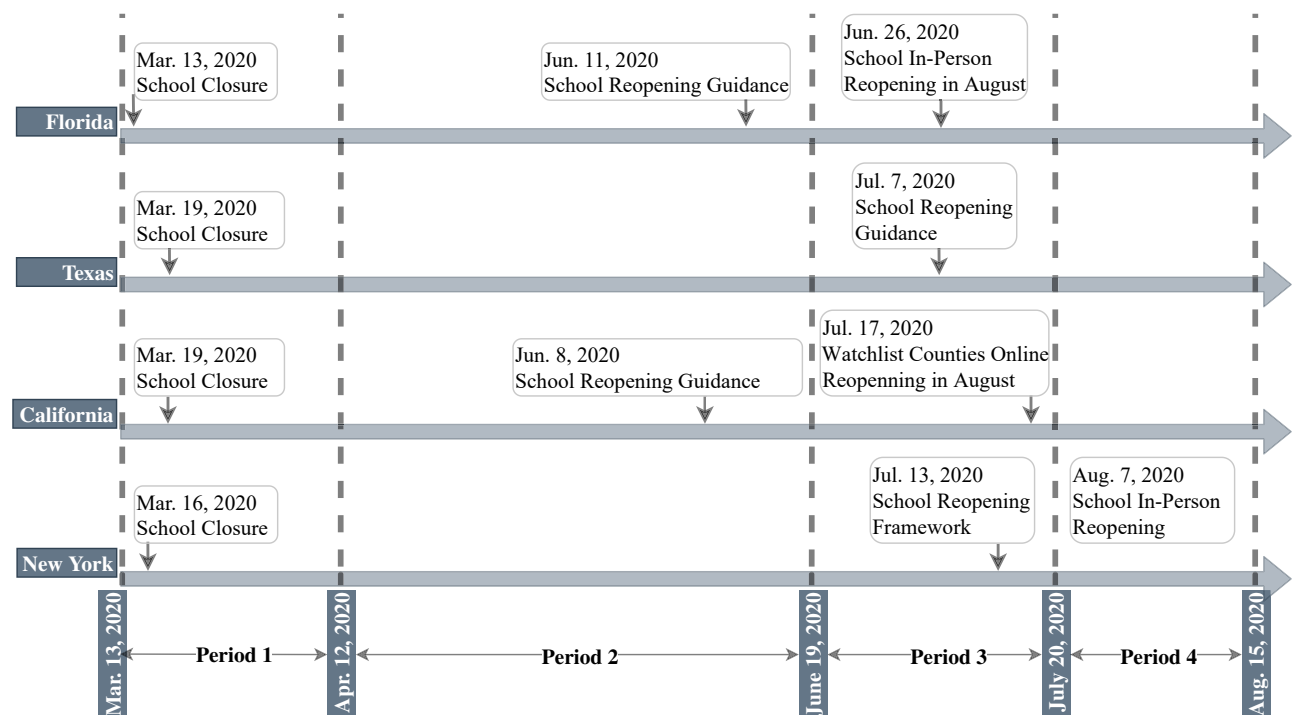 Mar. 13, 2020
School Closure
Jun. 11, 2020
School Reopening Guidance
Jun. 26, 2020
School In-Person
Reopening in August
Florida
Mar. 19, 2020
School Closure
Jul. 7, 2020
School Reopening
Guidance
Texas
Mar. 19, 2020
School Closure
Jun. 8, 2020
School Reopening Guidance
Jul. 17, 2020
Watchlist Counties Online
Reopenning in August
California
Mar. 16, 2020
School Closure
Jul. 13, 2020
School Reopening
Framework
Aug. 7, 2020
School In-Person
Reopening
New York
Mar. 13, 2020
Period 1
Apr. 12, 2020
Period 2
June 19, 2020
Period 3
July 20, 2020
Period 4
Aug. 15, 2020